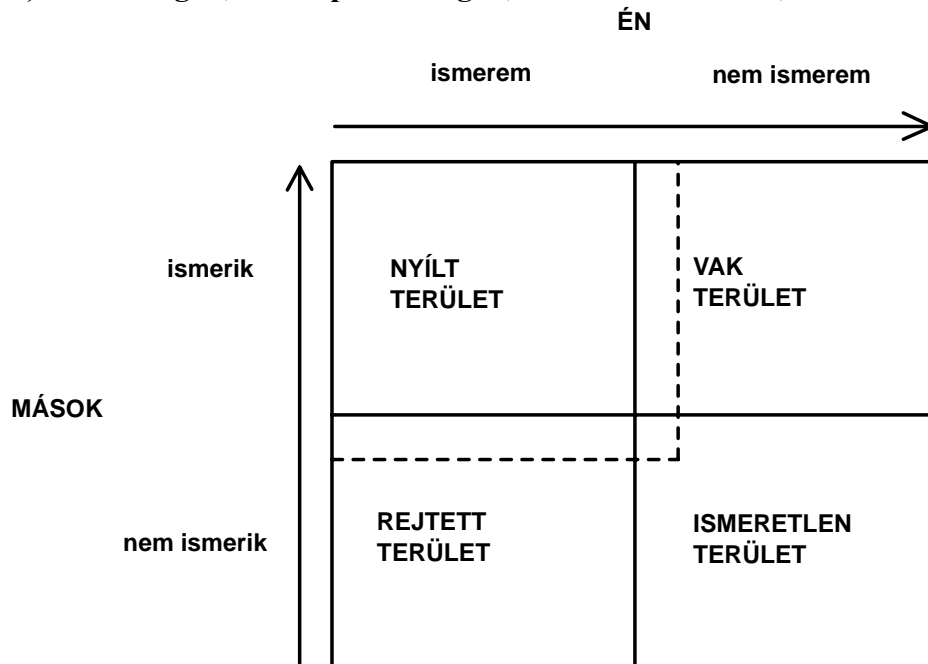 ÉN
ismerem nem ismerem
ismerik
NYÍLT
TERÜLET
VAK
TERÜLET
MÁSOK
nem ismerik
REJTETT
TERÜLET
ISMERETLEN
TERÜLET